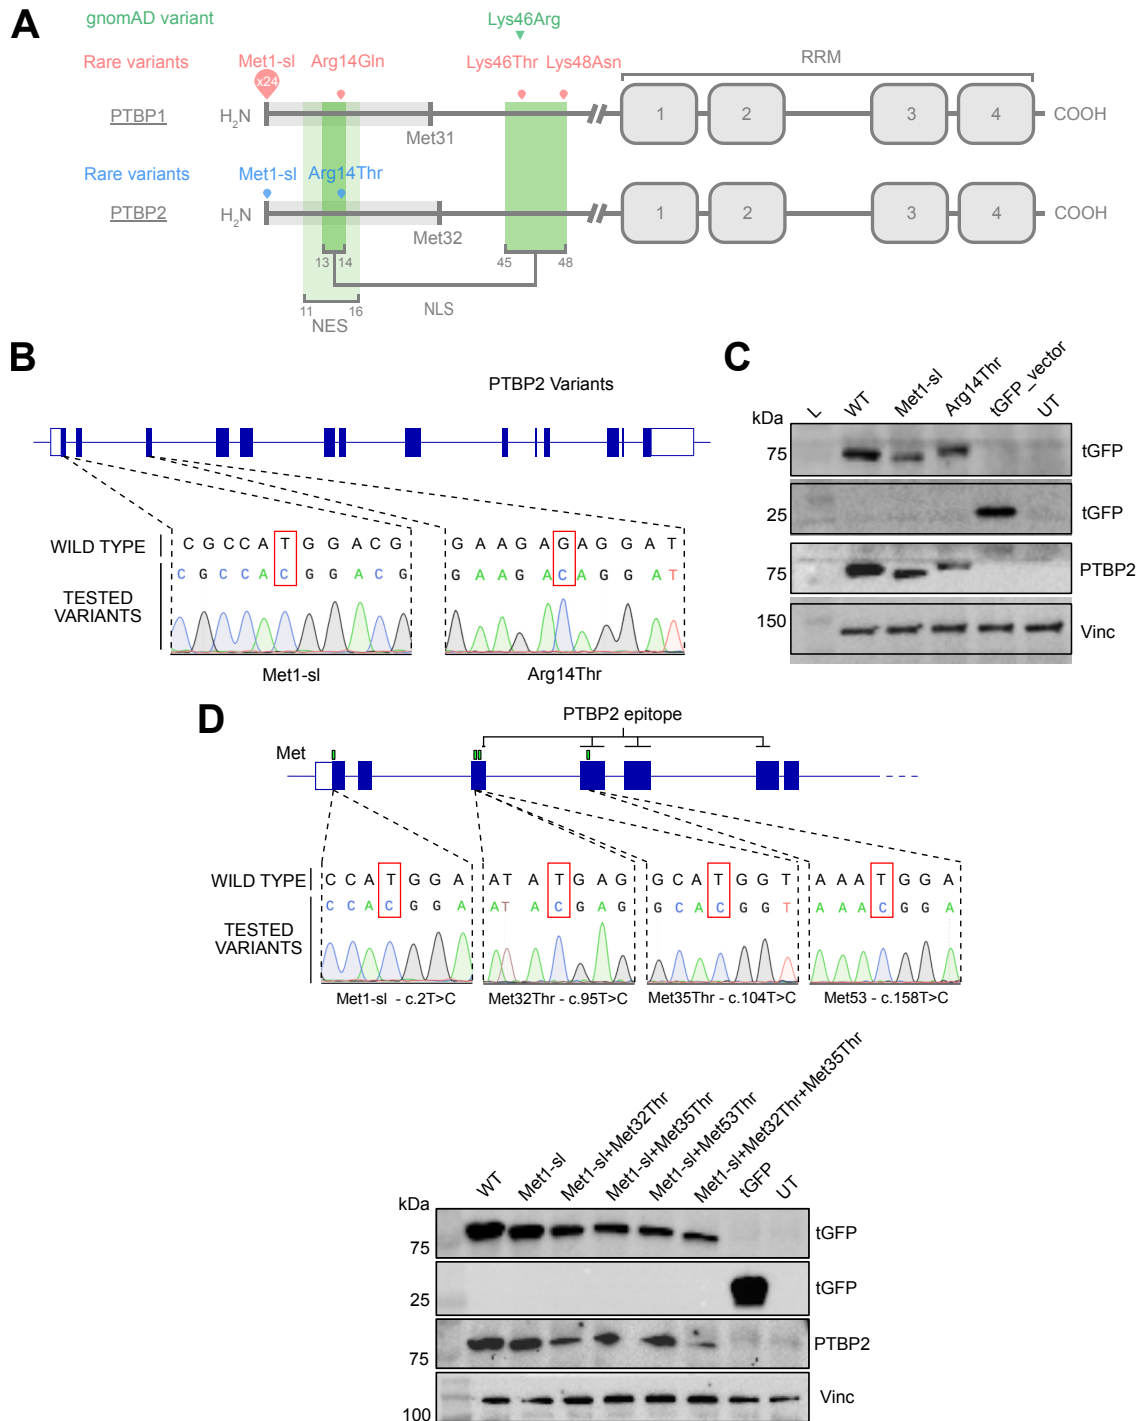 A
gnomAD variant
Lys46Arg
Rare variants
Met1-sl
Arg14Gln
Lys46Thr
Lys48Asn
RRM
x24
PTBP1
H2N
1
2
3
4
COOH
Met31
Rare variants
Met1-sl
Arg14Thr
PTBP2
H2N
1
2
3
4
COOH
Met32
13
14
45
48
11
16
NLS
NES
B
PTBP2 Variants
WILD TYPE
C G C C A T G G A C G
G A A G A G A G G A T
TESTED
VARIANTS
C G C C A C G G A C G
G A A G A C A G G A T
Met1-sl
Arg14Thr
C
kDa
L
WT
Met1-sl
Arg14Thr
tGFP_vector
UT
75
tGFP
25
tGFP
75
PTBP2
150
Vinc
D
PTBP2 epitope
Met
WILD TYPE
C C A T G G A
A T A T G A G
G C A T G G T
A A A T G G A
TESTED
VARIANTS
C C A C G G A
A T A C G A G
G C A C G G T
A A A C G G A
Met1-sl - c.2T>C
Met32Thr - c.95T>C
Met35Thr - c.104T>C
Met53 - c.158T>C
kDa
WT
Met1-sl
Met1-sl+Met32Thr
Met1-sl+Met35Thr
Met1-sl+Met53Thr
Met1-sl+Met32Thr+Met35Thr
tGFP
UT
75
tGFP
25
tGFP
75
PTBP2
100
Vinc